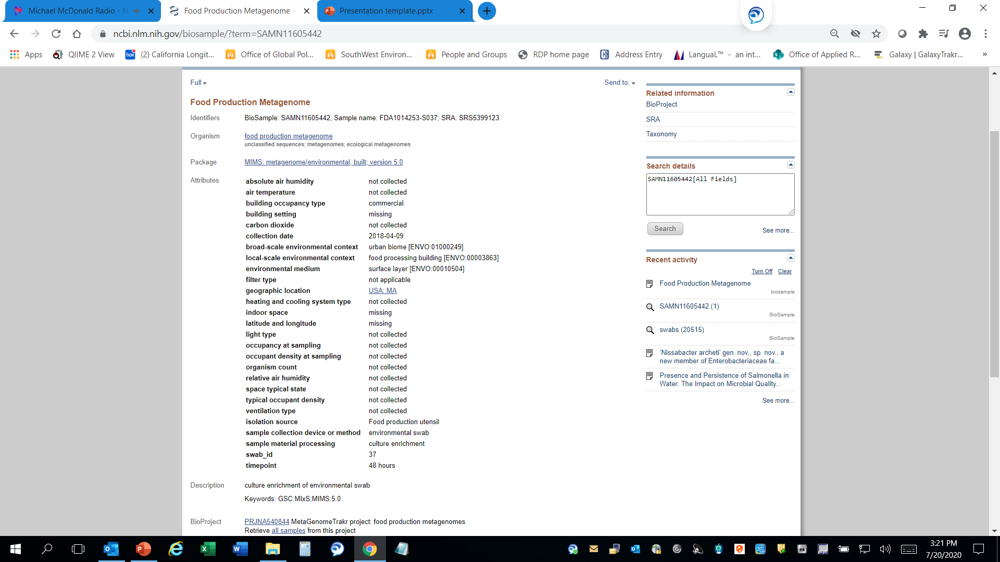 Michael McDonald Radio - N
Food Production Metagenome -
Presentation template.pptx
ncbi.nlm.nih.gov/biosample/?term=SAMN11605442
Apps
QIIME 2 View
box
(2) California Longit...
Office of Global Pol...
SouthWest Environ...
People and Groups
RDP home page
Address Entry
LanguaL™ - an int...
Office of Applied R...
Galaxy | GalaxyTrakr...
»
Full
Send to:
Food Production Metagenome
Identifiers BioSample: SAMN11605442; Sample name: FDA1014253-S037; SRA: SRS5399123
Organism food production metagenome
unclassified sequences; metagenomes; ecological metagenomes
Package MIMS: metagenome/environmental, built; version 5.0
Attributes
absolute air humidity not collected
air temperature not collected
building occupancy type commercial
building setting missing
carbon dioxide not collected
collection date 2018-04-09
broad-scale environmental context urban biome [ENVO:01000249]
local-scale environmental context food processing building [ENVO:00003863]
environmental medium surface layer [ENVO:00010504]
filter type not applicable
geographic location USA: MA
heating and cooling system type not collected
indoor space missing
latitude and longitude missing
light type not collected
occupancy at sampling not collected
occupant density at sampling not collected
organism count not collected
relative air humidity not collected
space typical state not collected
typical occupant density not collected
ventilation type not collected
isolation source Food production utensil
sample collection device or method environmental swab
sample material processing culture enrichment
swab_id 37
timepoint 48 hours
Description culture enrichment of environmental swab
Keywords: GSC:MIxS;MIMS:5.0
BioProject PRJNA540844 MetaGenomeTrakr project: food production metagenomes
Retrieve all samples from this project
Related information
BioProject
SRA
Taxonomy
Search details
SAMN11605442[All Fields]
Search
See more...
Recent activity
Turn Off Clear
Food Production Metagenome
biosample
SAMN11605442 (1)
BioSample
swabs (20515)
BioSample
‘Nissabacter archeti’ gen. nov., sp. nov., a
new member of Enterobacteriaceae fa...
Presence and Persistence of Salmonella in
Water: The Impact on Microbial Quality...
See more...
3:21 PM
7/20/2020